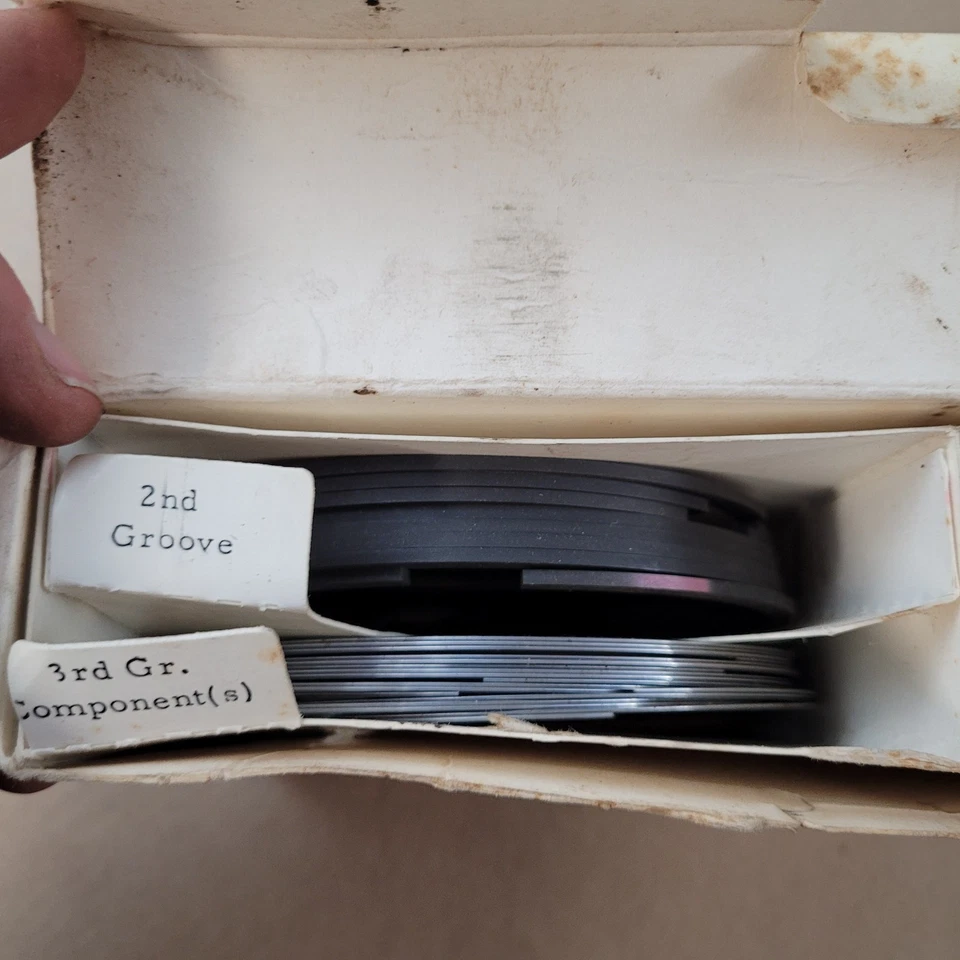 2nd
Groove
3rd Gr.
Component(s)